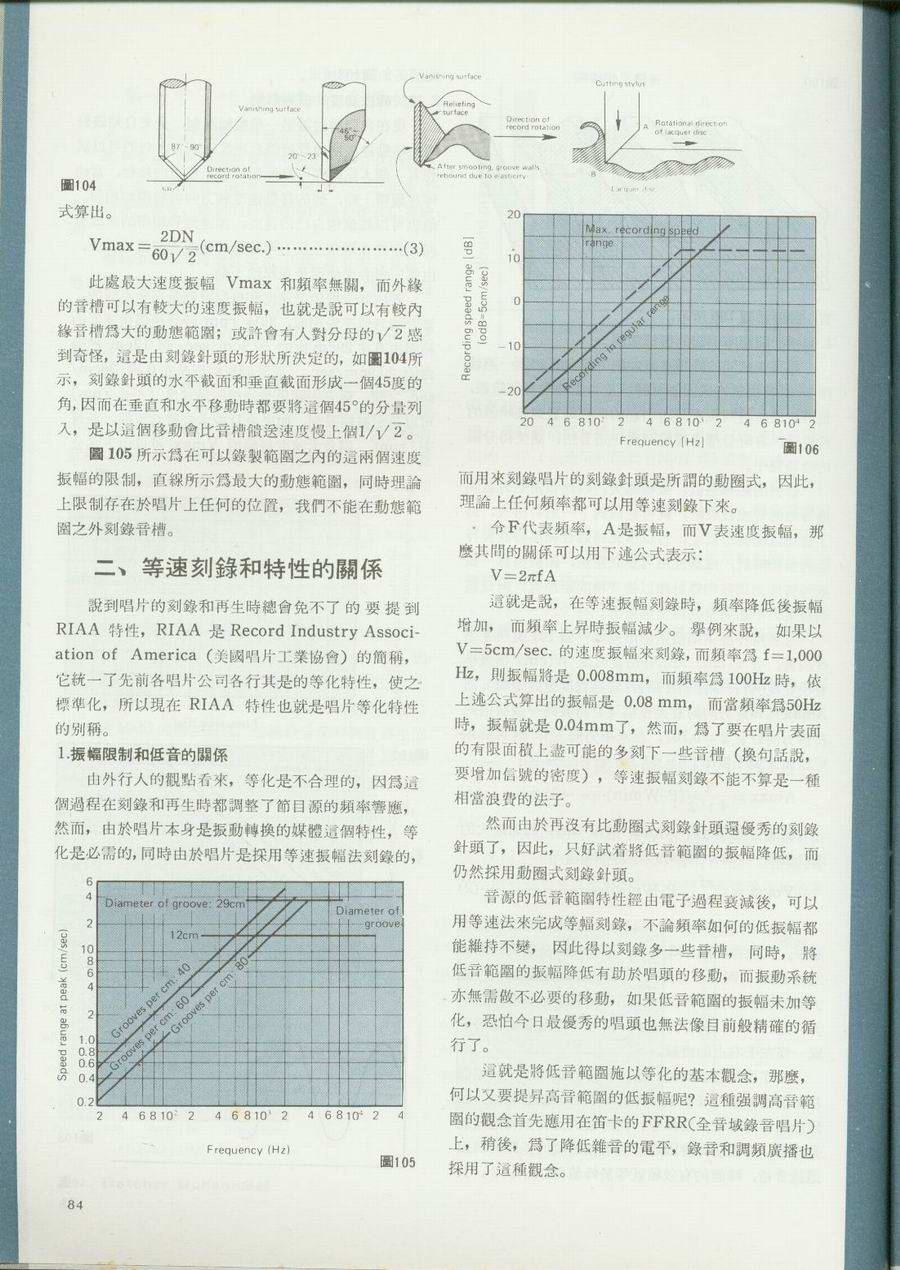 Vanishing surface
87°~90°
Direction of
record rotation
46°~
50°
20°~23°
Vanishing surface
Relieting
surface
After smooting, groove walls
rebound due to elasticity
Direction of
record rotation
Cutting stylus
A
Rotational direction
of lacquer disc
B
Lacquer disc
圖104
式算出。
Vmax=2DN/60√2(cm/sec.) ························(3)
此處最大速度振幅 Vmax 和頻率無關，而外緣
的音槽可以有較大的速度振幅，也就是說可以有較內
緣音槽爲大的動態範圍；或許會有人對分母的√2感
到奇怪，這是由刻錄針頭的形狀所決定的，如圖104所
示，刻錄針頭的水平截面和垂直截面形成一個45度的
角，因而在垂直和水平移動時都要將這個45°的分量列
入，是以這個移動會比音槽饋送速度慢上個1/√2。
圖 105 所示爲在可以錄製範圍之內的這兩個速度
振幅的限制，直線所示爲最大的動態範圍，同時理論
上限制存在於唱片上任何的位置，我們不能在動態範
圍之外刻錄音槽。
二、等速刻錄和特性的關係
說到唱片的刻錄和再生時總會免不了的要提到
RIAA 特性，RIAA 是 Record Industry Associ-
ation of America（美國唱片工業協會）的簡稱，
它統一了先前各唱片公司各行其是的等化特性，使之
標準化，所以現在 RIAA 特性也就是唱片等化特性
的別稱。
1.振幅限制和低音的關係
由外行人的觀點看來，等化是不合理的，因爲這
個過程在刻錄和再生時都調整了節目源的頻率響應，
然而，由於唱片本身是振動轉換的媒體這個特性，等
化是必需的，同時由於唱片是採用等速振幅法刻錄的，
Speed range at peak (cm/sec)
6
4
2
10
8
6
4
2
1.0
0.8
0.6
0.4
0.2
Diameter of groove: 29cm
Diameter of
groove
12cm
Grooves per cm: 40
Grooves per cm: 60
Grooves per cm: 80
2 4 6 8 10² 2 4 6 8 10³ 2 4 6 8 10⁴ 2 4
Frequency (Hz)
圖105
84
Recording speed range [dB]
(odB=5cm/sec)
20
10
0
-10
-20
Max. recording speed
range
Recording in regular range
20 4 6 8 10² 2 4 6 8 10³ 2 4 6 8 10⁴ 2
Frequency [Hz]
圖106
而用來刻錄唱片的刻錄針頭是所謂的動圈式，因此，
理論上任何頻率都可以用等速刻錄下來。
令F代表頻率，A是振幅，而V表速度振幅，那
麼其間的關係可以用下述公式表示：
V=2πfA
這就是說，在等速振幅刻錄時，頻率降低後振幅
增加，而頻率上昇時振幅減少。舉例來說，如果以
V=5cm/sec. 的速度振幅來刻錄，而頻率爲 f=1,000
Hz，則振幅將是 0.008mm，而頻率爲 100Hz 時，依
上述公式算出的振幅是 0.08 mm，而當頻率爲50Hz
時，振幅就是 0.04mm了，然而，爲了要在唱片表面
的有限面積上盡可能的多刻下一些音槽（換句話說，
要增加信號的密度），等速振幅刻錄不能不算是一種
相當浪費的法子。
然而由於再沒有比動圈式刻錄針頭還優秀的刻錄
針頭了，因此，只好試着將低音範圍的振幅降低，而
仍然採用動圈式刻錄針頭。
音源的低音範圍特性經由電子過程衰減後，可以
用等速法來完成等幅刻錄，不論頻率如何的低振幅都
能維持不變，因此得以刻錄多一些音槽，同時，將
低音範圍的振幅降低有助於唱頭的移動，而振動系統
亦無需做不必要的移動，如果低音範圍的振幅未加等
化，恐怕今日最優秀的唱頭也無法像目前般精確的循
行了。
這就是將低音範圍施以等化的基本觀念，那麼，
何以又要提昇高音範圍的低振幅呢？這種强調高音範
圍的觀念首先應用在笛卡的FFRR（全音域錄音唱片）
上，稍後，爲了降低雜音的電平，錄音和調頻廣播也
採用了這種觀念。